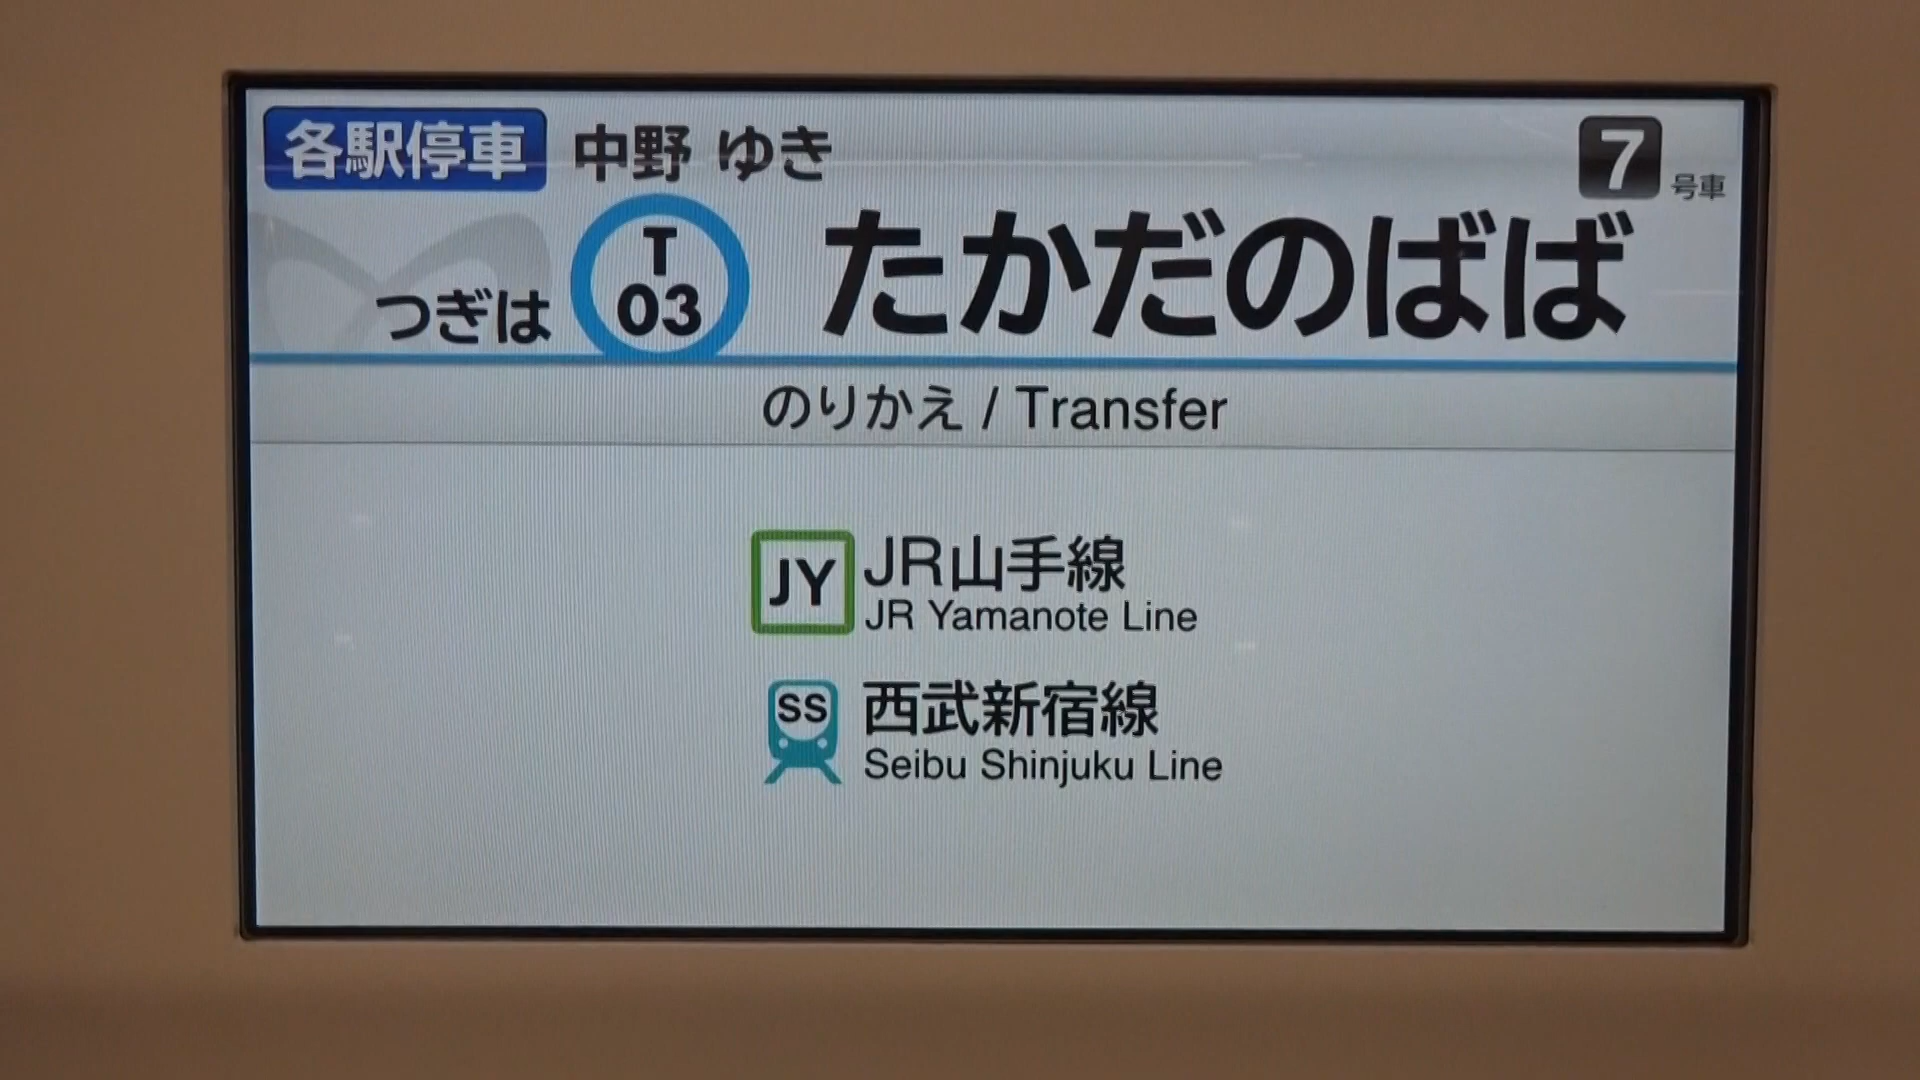 各駅停車 中野 ゆき
7 号車
つぎは T 03 たかだのばば
のりかえ / Transfer
JY JR山手線
JR Yamanote Line
SS 西武新宿線
Seibu Shinjuku Line